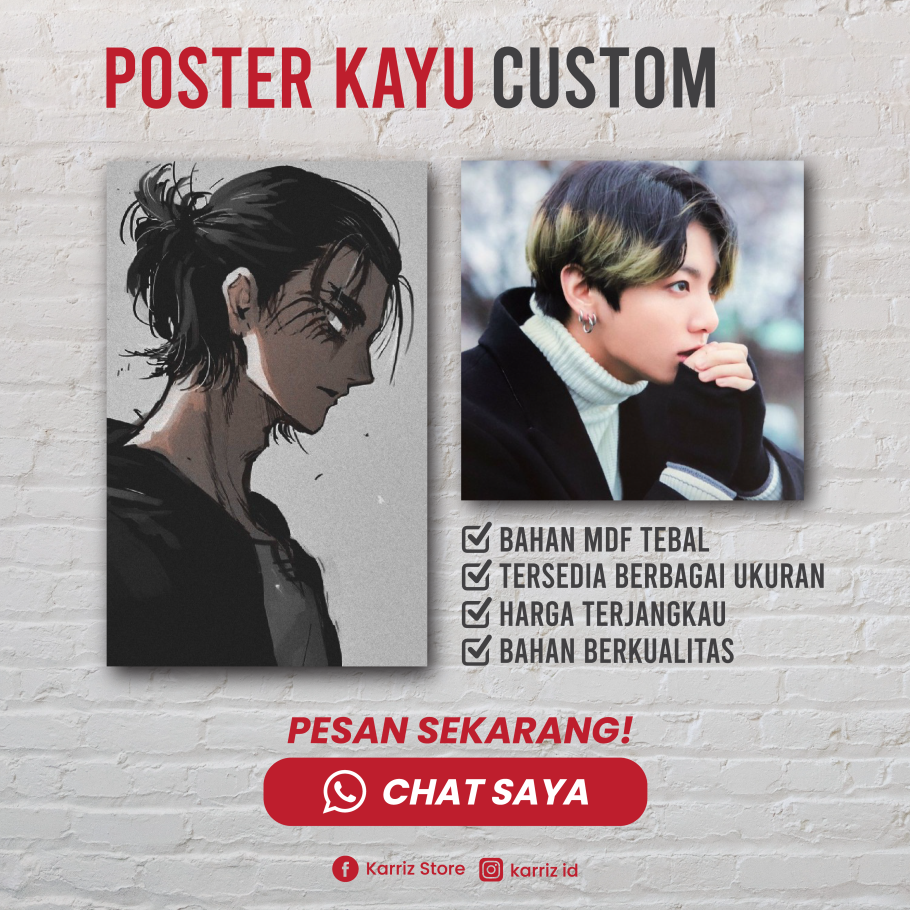 POSTER KAYU CUSTOM
BAHAN MDF TEBAL
TERSEDIA BERBAGAI UKURAN
HARGA TERJANGKAU
BAHAN BERKUALITAS
PESAN SEKARANG!
CHAT SAYA
Karriz Store karriz id